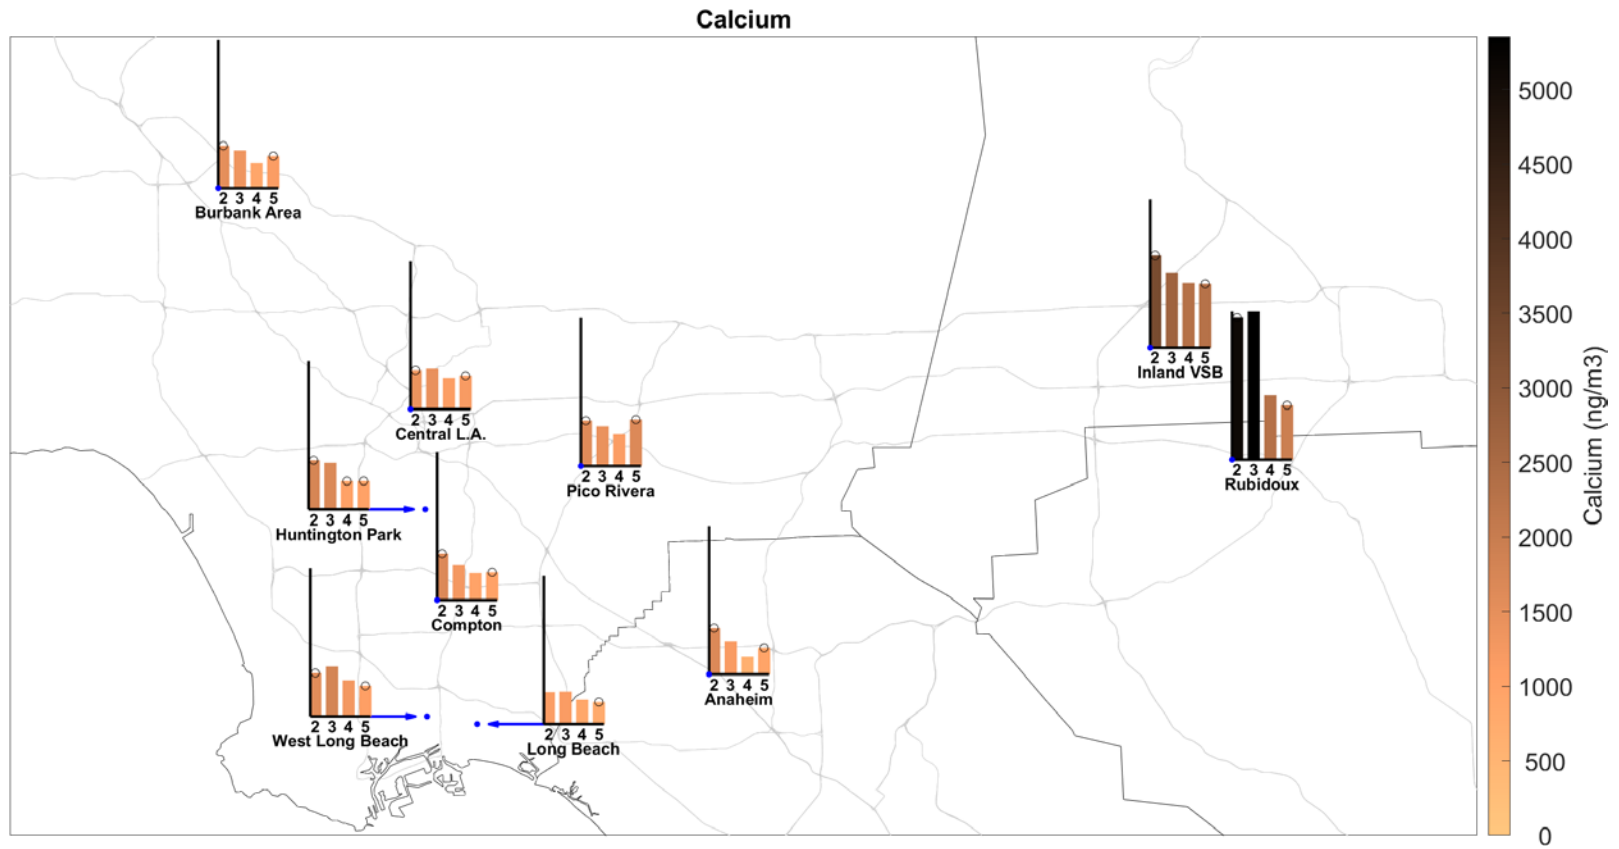 Calcium
2 3 4 5
Burbank Area
2 3 4 5
Central L.A.
2 3 4 5
Huntington Park
2 3 4 5
Pico Rivera
2 3 4 5
Inland VSB
2 3 4 5
Rubidoux
2 3 4 5
Compton
2 3 4 5
West Long Beach
2 3 4 5
Long Beach
2 3 4 5
Anaheim
5000
4500
4000
3500
3000
2500
2000
1500
1000
500
0
Calcium (ng/m3)